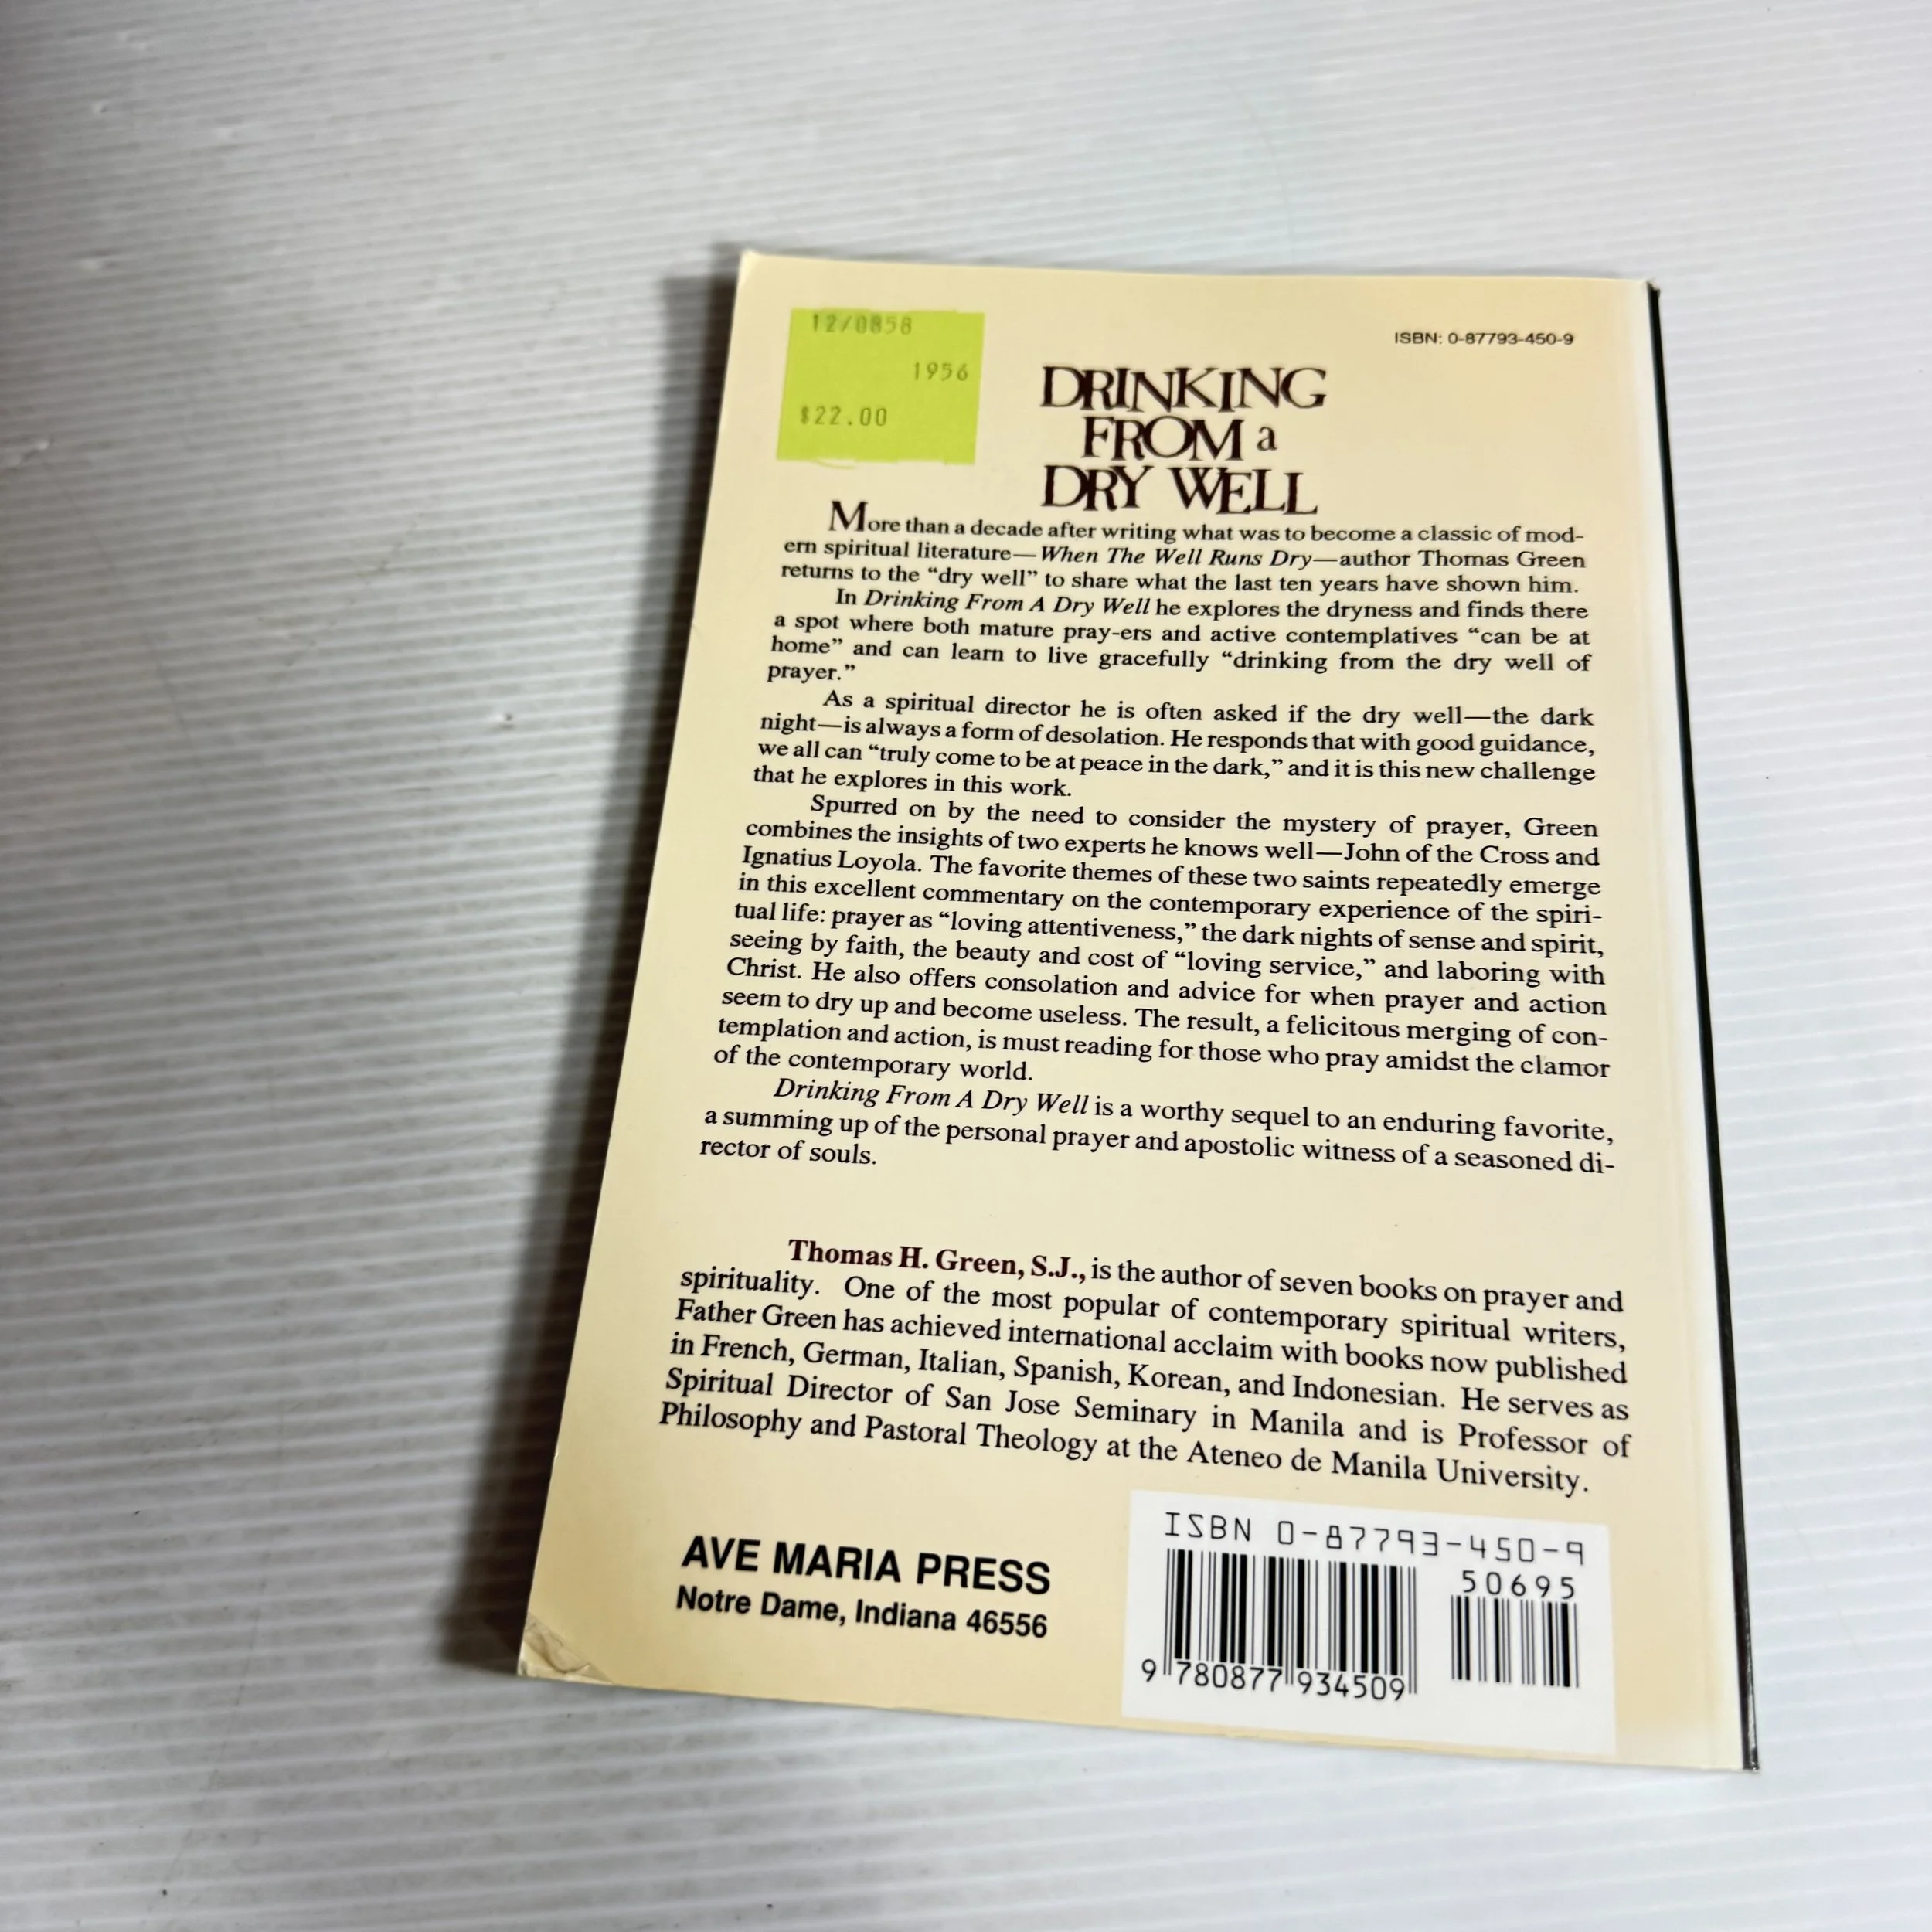 12/0858
1956
$22.00
ISBN: 0-87793-450-9
DRINKING
FROM a
DRY WELL
More than a decade after writing what was to become a classic of mod-
ern spiritual literature—When The Well Runs Dry—author Thomas Green
returns to the “dry well” to share what the last ten years have shown him.
In Drinking From A Dry Well he explores the dryness and finds there
a spot where both mature pray-ers and active contemplatives “can be at
home” and can learn to live gracefully “drinking from the dry well of
prayer.”
As a spiritual director he is often asked if the dry well—the dark
night—is always a form of desolation. He responds that with good guidance,
we all can “truly come to be at peace in the dark,” and it is this new challenge
that he explores in this work.
Spurred on by the need to consider the mystery of prayer, Green
combines the insights of two experts he knows well—John of the Cross and
Ignatius Loyola. The favorite themes of these two saints repeatedly emerge
in this excellent commentary on the contemporary experience of the spiri-
tual life: prayer as “loving attentiveness,” the dark nights of sense and spirit,
seeing by faith, the beauty and cost of “loving service,” and laboring with
Christ. He also offers consolation and advice for when prayer and action
seem to dry up and become useless. The result, a felicitous merging of con-
templation and action, is must reading for those who pray amidst the clamor
of the contemporary world.
Drinking From A Dry Well is a worthy sequel to an enduring favorite,
a summing up of the personal prayer and apostolic witness of a seasoned di-
rector of souls.
Thomas H. Green, S.J., is the author of seven books on prayer and
spirituality. One of the most popular of contemporary spiritual writers,
Father Green has achieved international acclaim with books now published
in French, German, Italian, Spanish, Korean, and Indonesian. He serves as
Spiritual Director of San Jose Seminary in Manila and is Professor of
Philosophy and Pastoral Theology at the Ateneo de Manila University.
AVE MARIA PRESS
Notre Dame, Indiana 46556
ISBN 0-87793-450-9
50695
9 780877 934509